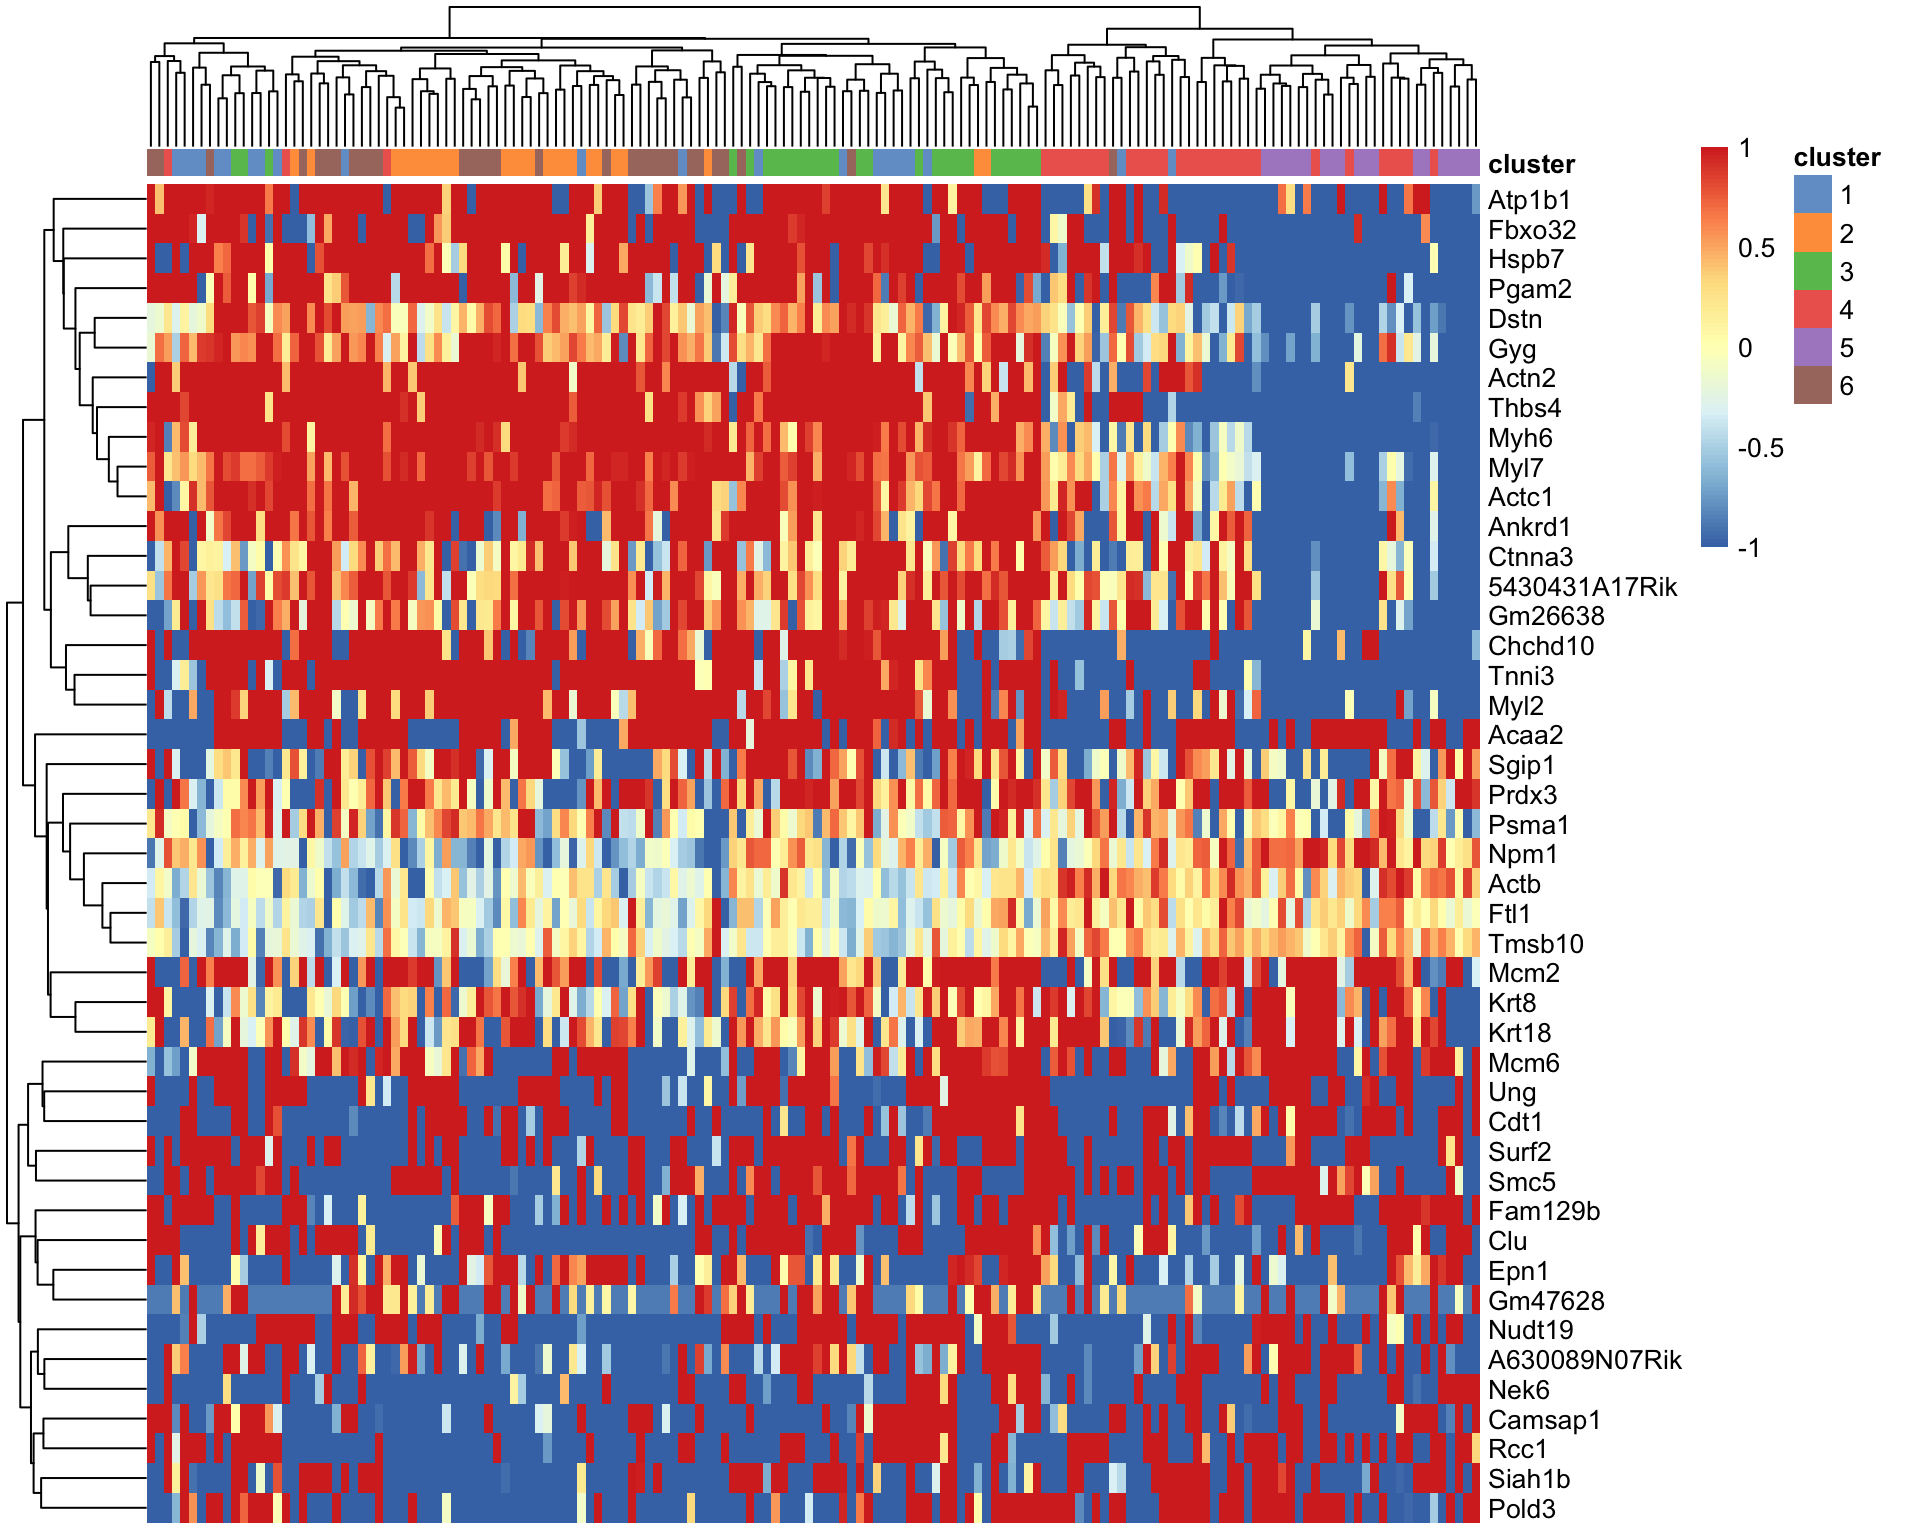 cluster
Atp1b1
Fbxo32
Hspb7
Pgam2
Dstn
Gyg
Actn2
Thbs4
Myh6
Myl7
Actc1
Ankrd1
Ctnna3
5430431A17Rik
Gm26638
Chchd10
Tnni3
Myl2
Acaa2
Sgip1
Prdx3
Psma1
Npm1
Actb
Ftl1
Tmsb10
Mcm2
Krt8
Krt18
Mcm6
Ung
Cdt1
Surf2
Smc5
Fam129b
Clu
Epn1
Gm47628
Nudt19
A630089N07Rik
Nek6
Camsap1
Rcc1
Siah1b
Pold3
1
0.5
0
-0.5
-1
cluster
1
2
3
4
5
6